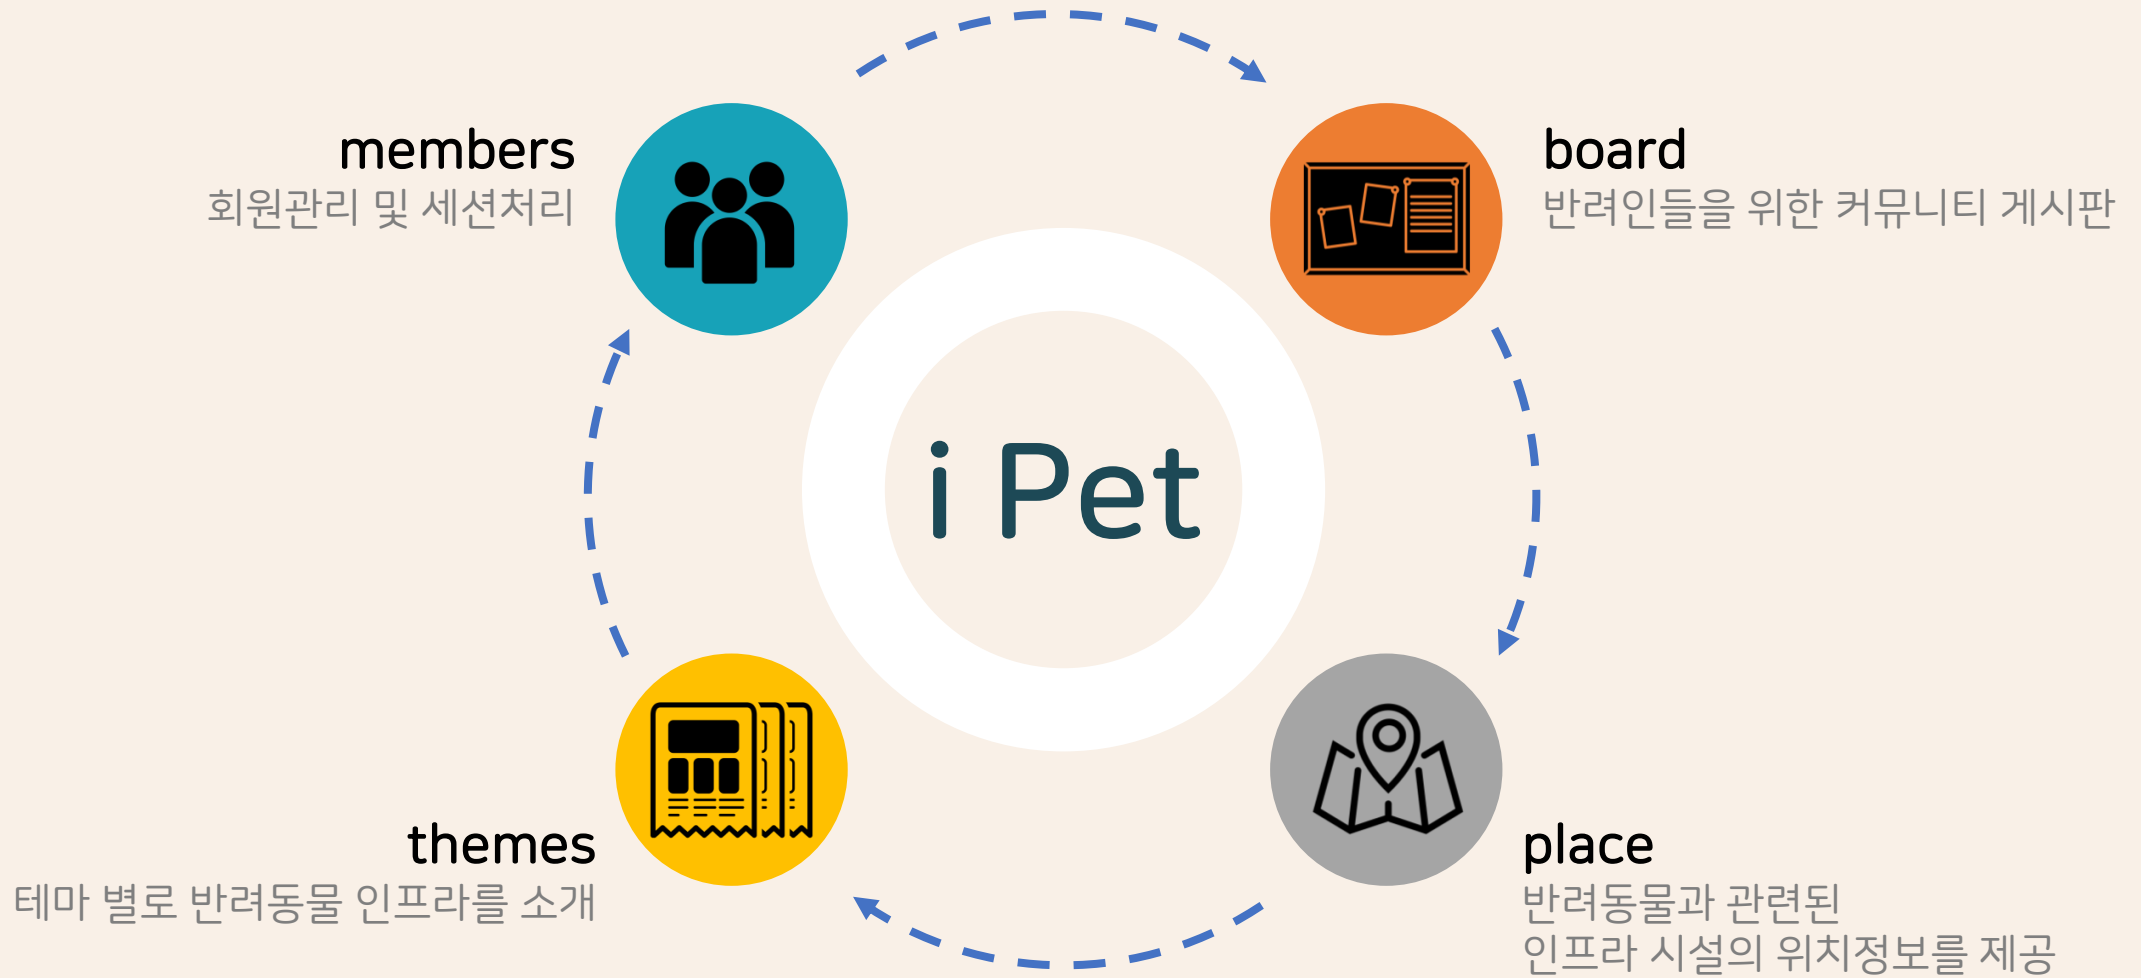 members
회원관리 및 세션처리
board
반려인들을 위한 커뮤니티 게시판
i Pet
themes
테마 별로 반려동물 인프라를 소개
place
반려동물과 관련된
인프라 시설의 위치정보를 제공